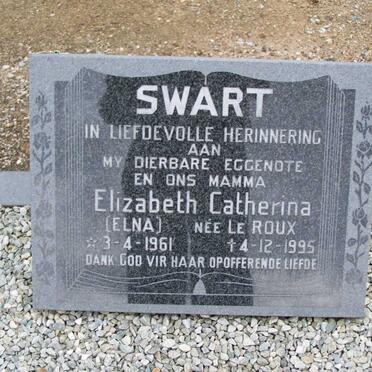 SWART
IN LIEFDEVOLLE HERINNERING
AAN
MY DIERBARE EGGENOTE
EN ONS MAMMA
Elizabeth Catherina
(ELNA) NÉE LE ROUX
☆3-4-1961 ✝4-12-1995
DANK GOD VIR HAAR OPOFFERENDE LIEFDE